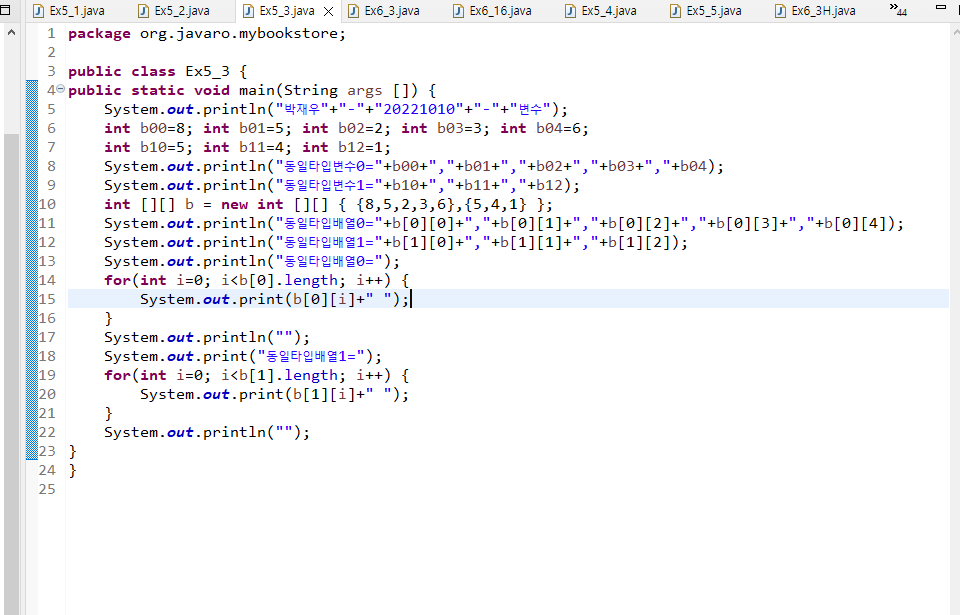 Ex5_1.java Ex5_2.java Ex5_3.java Ex6_3.java Ex6_16.java Ex5_4.java Ex5_5.java Ex6_3H.java »44
1 package org.javaro.mybookstore;
2
3 public class Ex5_3 {
4 public static void main(String args []) {
5 System.out.println("박재우"+"-"+"20221010"+"-"+"변수");
6 int b00=8; int b01=5; int b02=2; int b03=3; int b04=6;
7 int b10=5; int b11=4; int b12=1;
8 System.out.println("동일타입변수0="+b00+","+b01+","+b02+","+b03+","+b04);
9 System.out.println("동일타입변수1="+b10+","+b11+","+b12);
10 int [][] b = new int [][] { {8,5,2,3,6},{5,4,1} };
11 System.out.println("동일타입배열0="+b[0][0]+","+b[0][1]+","+b[0][2]+","+b[0][3]+","+b[0][4]);
12 System.out.println("동일타입배열1="+b[1][0]+","+b[1][1]+","+b[1][2]);
13 System.out.println("동일타입배열0=");
14 for(int i=0; i<b[0].length; i++) {
15 System.out.print(b[0][i]+" ");
16 }
17 System.out.println("");
18 System.out.print("동일타입배열1=");
19 for(int i=0; i<b[1].length; i++) {
20 System.out.print(b[1][i]+" ");
21 }
22 System.out.println("");
23 }
24 }
25